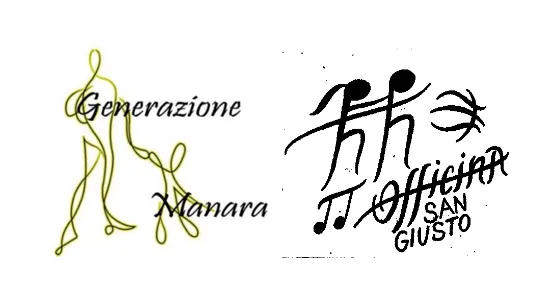 Generazione
Manara
Officina
SAN
GIUSTO